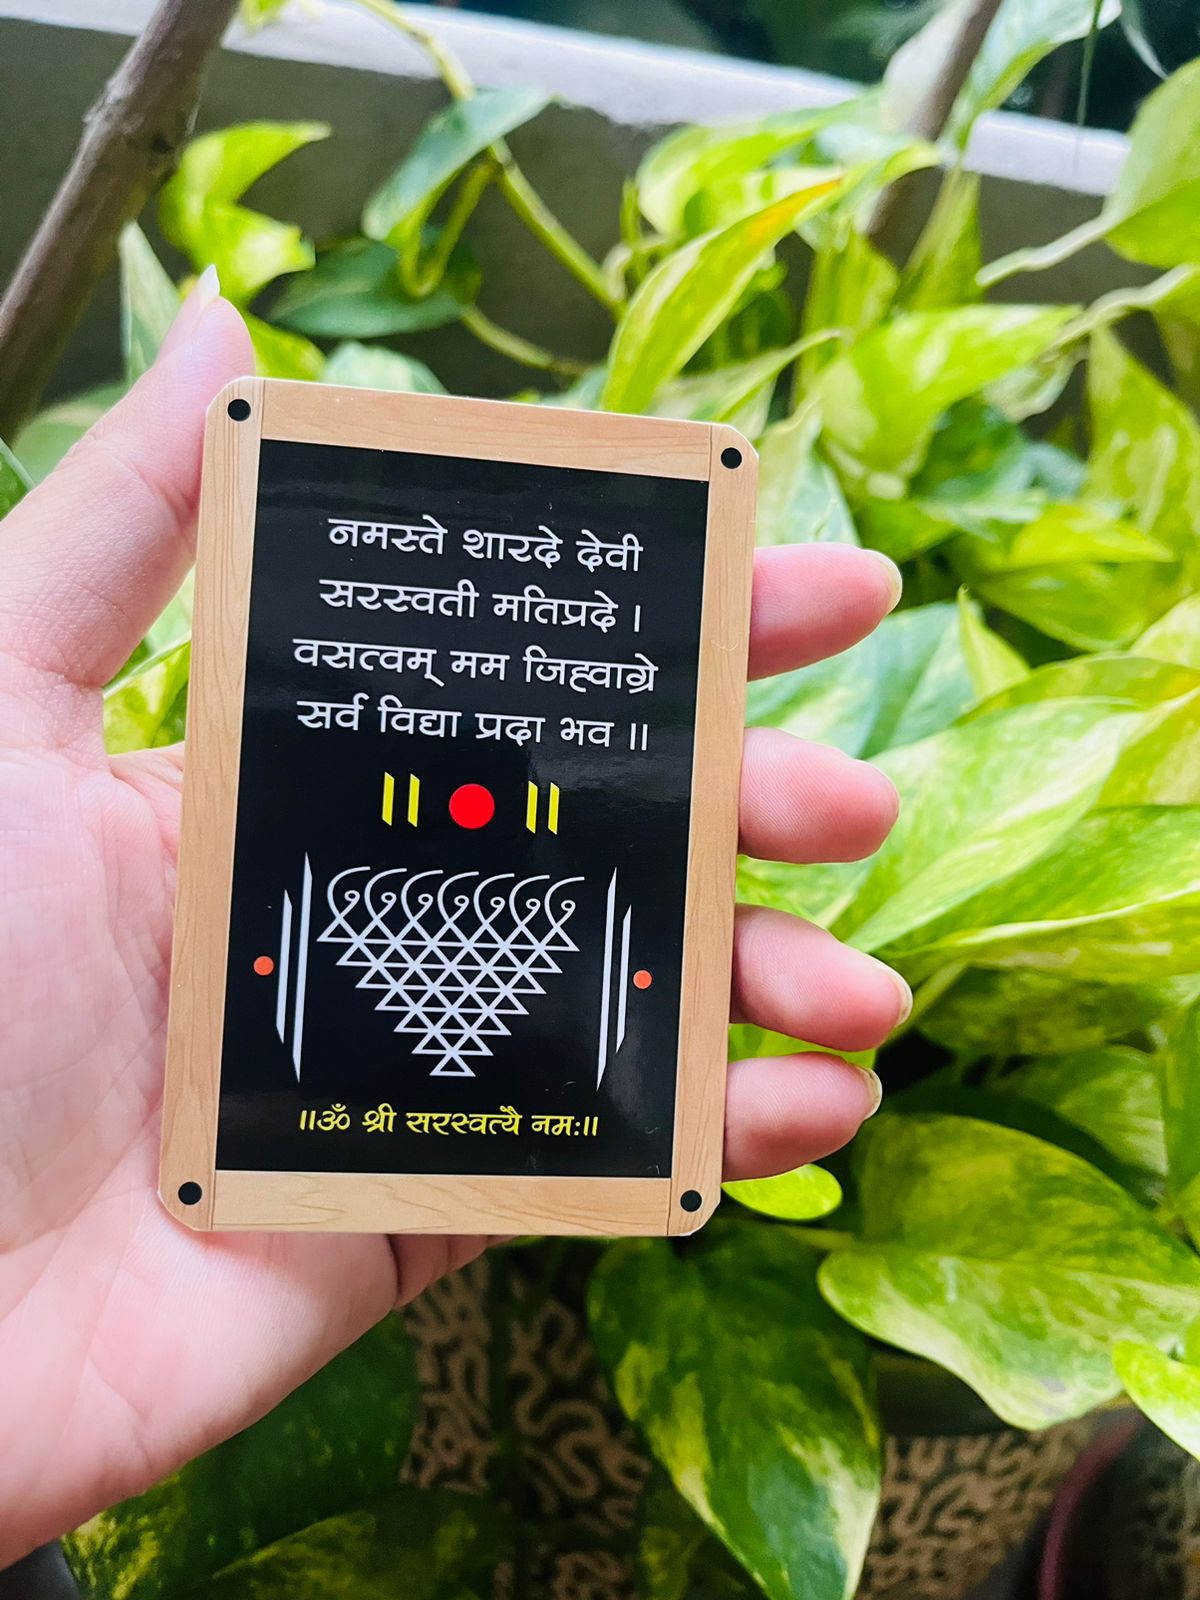 नमस्ते शारदे देवी
सरस्वती मतिप्रदे ।
वसत्वम् मम जिह्वाग्रे
सर्व विद्या प्रदा भव ॥
॥ॐ श्री सरस्वत्यै नमः॥